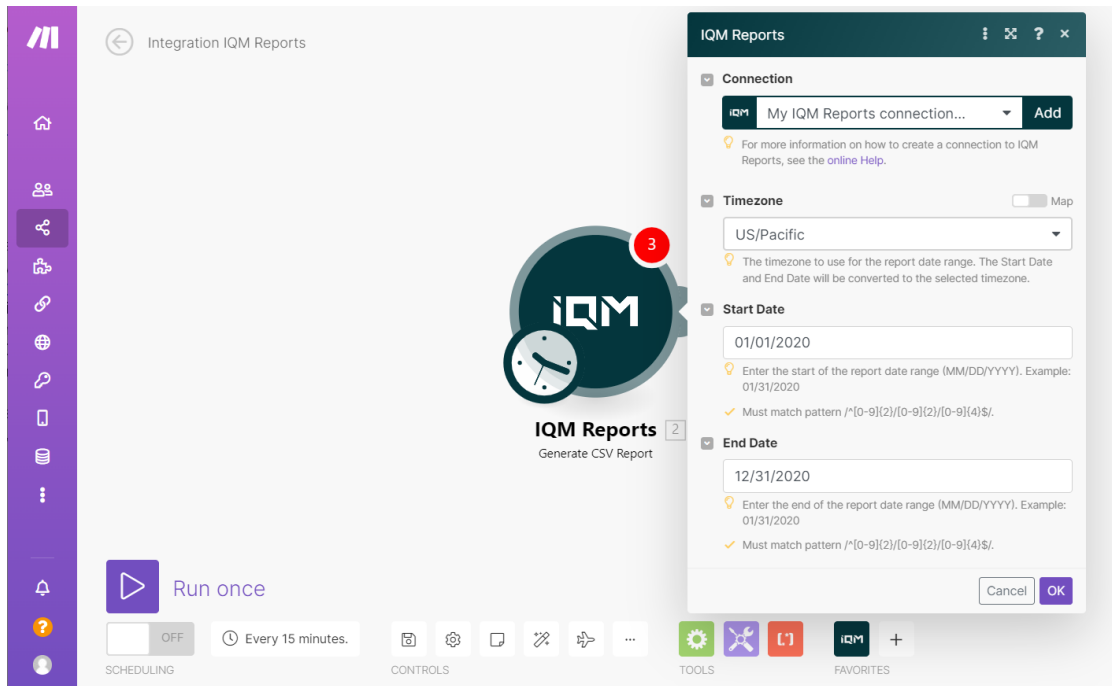 Integration IQM Reports
IQM Reports
Connection
IQM My IQM Reports connection... Add
For more information on how to create a connection to IQM
Reports, see the online Help.
Timezone Map
US/Pacific
The timezone to use for the report date range. The Start Date
and End Date will be converted to the selected timezone.
Start Date
01/01/2020
Enter the start of the report date range (MM/DD/YYYY). Example:
01/31/2020
Must match pattern /^[0-9]{2}/[0-9]{2}/[0-9]{4}$/.
End Date
12/31/2020
Enter the end of the report date range (MM/DD/YYYY). Example:
01/31/2020
Must match pattern /^[0-9]{2}/[0-9]{2}/[0-9]{4}$/.
Cancel OK
3
IQM
IQM Reports 2
Generate CSV Report
Run once
OFF Every 15 minutes.
IQM
SCHEDULING CONTROLS TOOLS FAVORITES